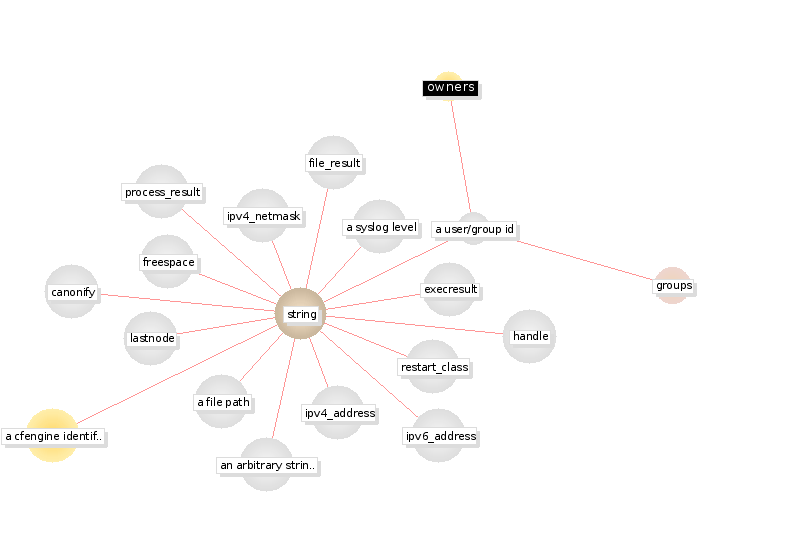 owners
file_result
process_result
ipv4_netmask
a syslog level
a user/group id
freespace
canonify
execresult
groups
string
lastnode
handle
restart_class
a file path
ipv4_address
a cfengine identif..
ipv6_address
an arbitrary strin..